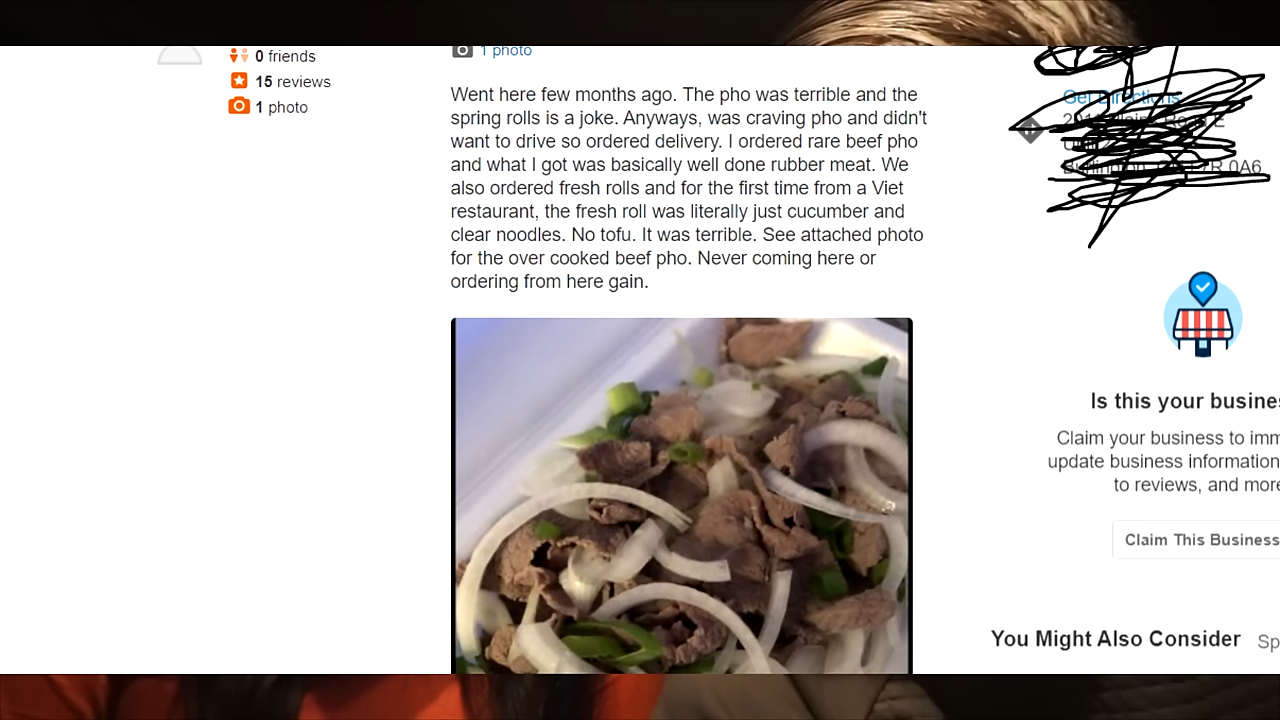 0 friends
15 reviews
1 photo
1 photo
Went here few months ago. The pho was terrible and the
spring rolls is a joke. Anyways, was craving pho and didn't
want to drive so ordered delivery. I ordered rare beef pho
and what I got was basically well done rubber meat. We
also ordered fresh rolls and for the first time from a Viet
restaurant, the fresh roll was literally just cucumber and
clear noodles. No tofu. It was terrible. See attached photo
for the over cooked beef pho. Never coming here or
ordering from here gain.
Get Directions
Is this your busine
Claim your business to imm
update business information
to reviews, and more
Claim This Business
You Might Also Consider
Sp